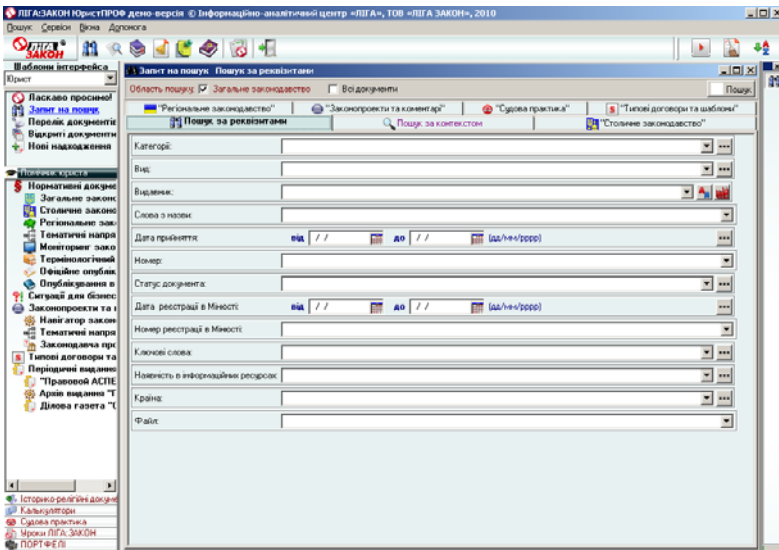 ЛІГА:ЗАКОН ЮристПРОФ демо-версія © Інформаційно-аналітичний центр «ЛІГА», ТОВ «ЛІГА ЗАКОН», 2010
Пошук Сервіси Вікна Допомога
ЛІГА ЗАКОН
Шаблони інтерфейса
Юрист
Ласкаво просимо!
Запит на пошук
Перелік документів
Відкриті документи
Нові надходження
Помічник юриста
Нормативні докуме
Загальне законо
Столичне законо
Регіональне зак
Тематичні напря
Моніторинг зако
Термінологічний
Офіційне опублік
Опублікування в
Ситуації для бізнес
Законопроекти та
Навігатор закон
Тематичні напря
Законодавча про
Типові договори та
Періодичні видання
"Правовой АСПЕ
Архів видання "Т
Ділова газета "
Історико-релігійні докуме
Калькулятори
Судова практика
Уроки ЛІГА:ЗАКОН
ПОРТФЕЛІ
Запит на пошук Пошук за реквізитами
Область пошуку: Загальне законодавство Всі документи Пошук
"Регіональне законодавство" "Законопроекти та коментарі" "Судова практика" "Типові договори та шаблони"
Пошук за реквізитами Пошук за контекстом "Столичне законодавство"
Категорії:
Вид:
Видавник:
Слова з назви:
Дата прийняття: від / / до / / (дд/мм/рррр)
Номер:
Статус документа:
Дата реєстрації в Мінюсті: від / / до / / (дд/мм/рррр)
Номер реєстрації в Мінюсті:
Ключові слова:
Наявність в інформаційних ресурсах:
Країна:
Файл: